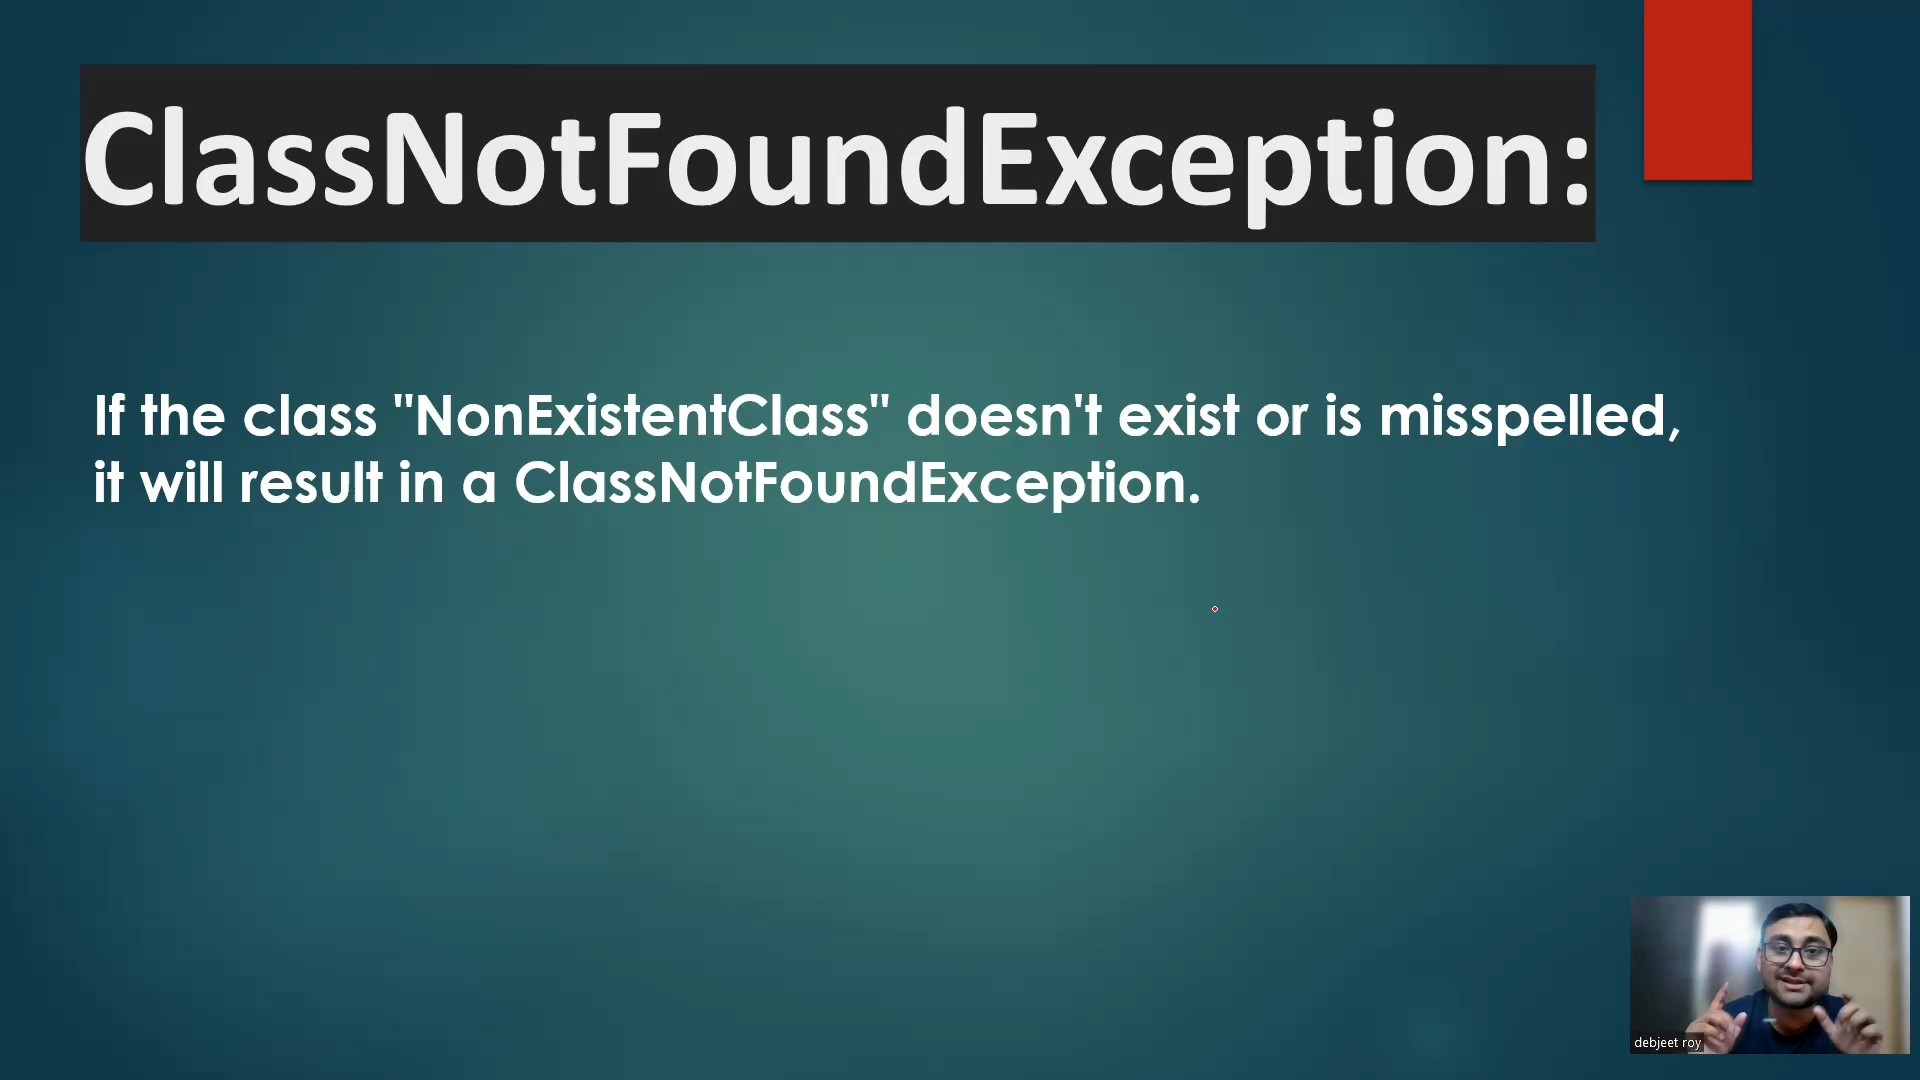 ClassNotFoundException:
If the class "NonExistentClass" doesn't exist or is misspelled,
it will result in a ClassNotFoundException.
debjeet roy